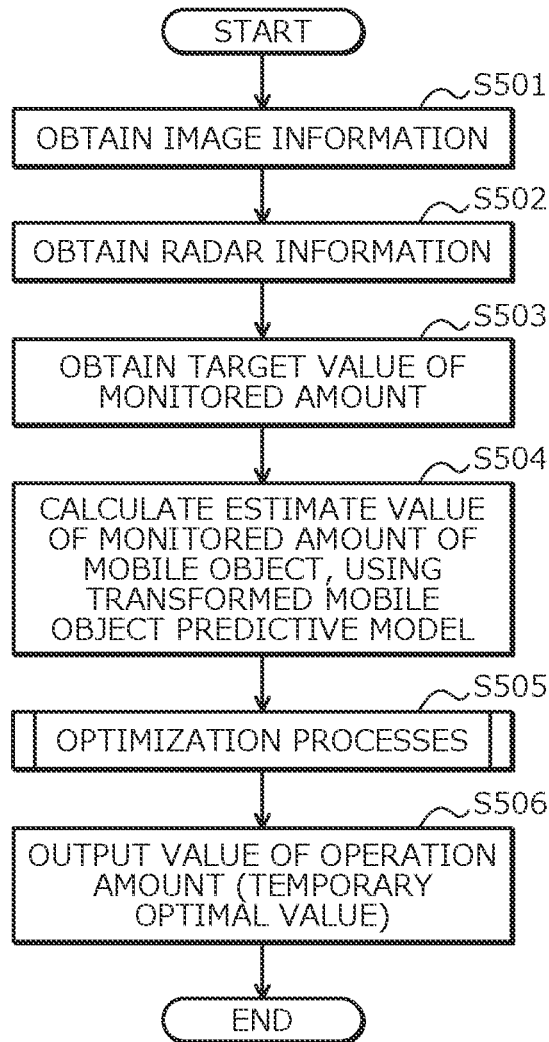 START
S501
OBTAIN IMAGE INFORMATION
S502
OBTAIN RADAR INFORMATION
S503
OBTAIN TARGET VALUE OF
MONITORED AMOUNT
S504
CALCULATE ESTIMATE VALUE
OF MONITORED AMOUNT OF
MOBILE OBJECT, USING
TRANSFORMED MOBILE
OBJECT PREDICTIVE MODEL
S505
OPTIMIZATION PROCESSES
S506
OUTPUT VALUE OF OPERATION
AMOUNT (TEMPORARY
OPTIMAL VALUE)
END